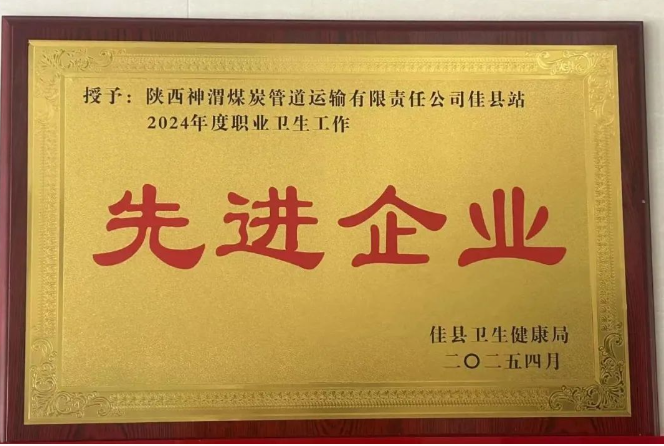 授予：陕西神渭煤炭管道运输有限责任公司佳县站
2024年度职业卫生工作
先进企业
佳县卫生健康局
二〇二五四月